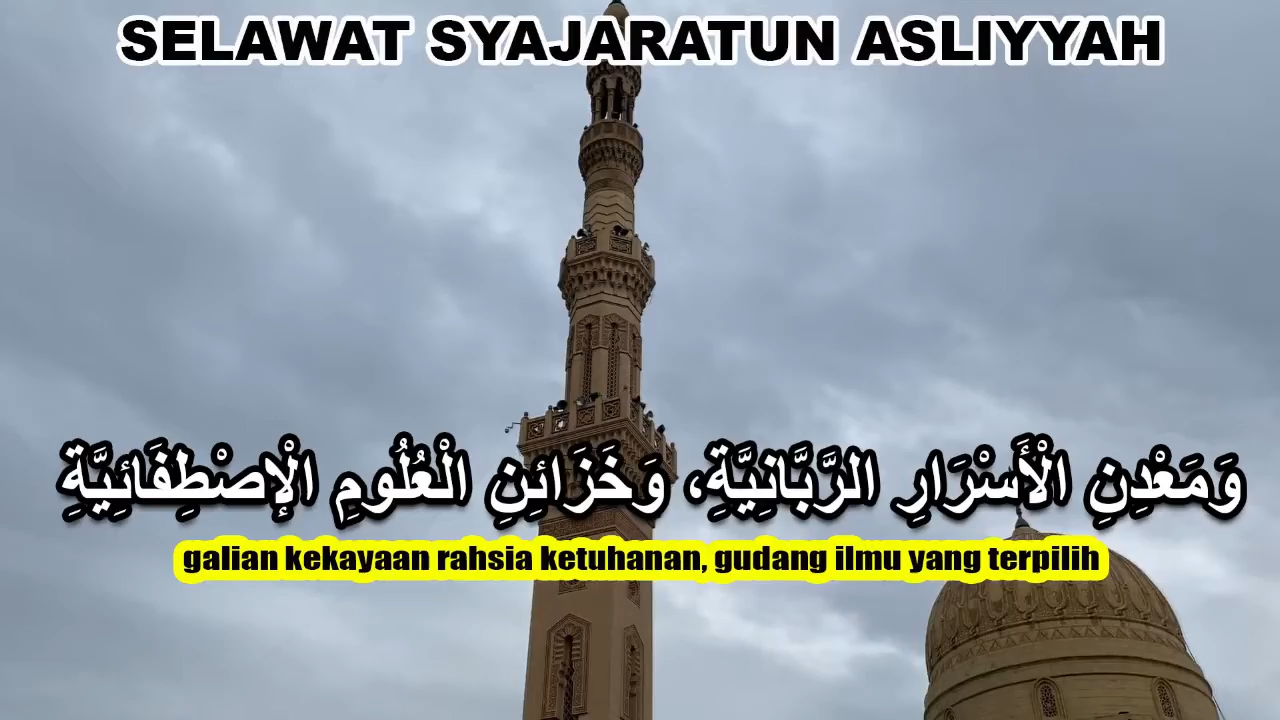 SELAWAT SYAJARATUN ASLIYYAH
وَمَعْدِنِ الْأَسْرَارِ الرَّبَّانِيَّةِ، وَخَزَائِنِ الْعُلُومِ الْإِصْطِفَائِيَّةِ
galian kekayaan rahsia ketuhanan, gudang ilmu yang terpilih